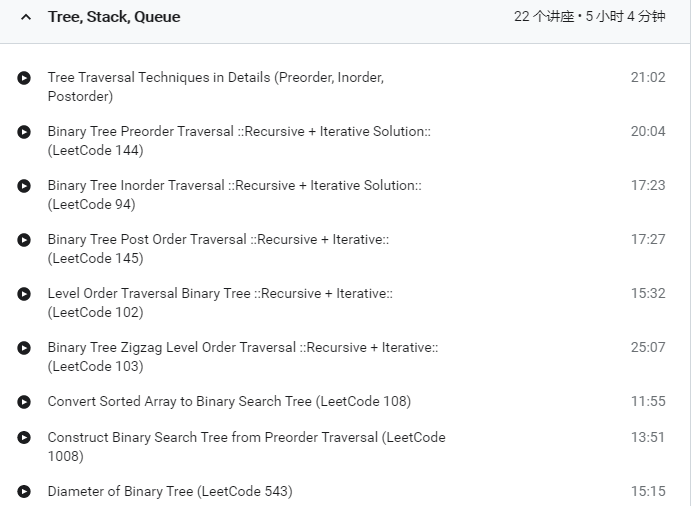 Tree, Stack, Queue 22 个讲座 • 5 小时 4 分钟
Tree Traversal Techniques in Details (Preorder, Inorder, 21:02
Postorder)
Binary Tree Preorder Traversal ::Recursive + Iterative Solution:: 20:04
(LeetCode 144)
Binary Tree Inorder Traversal ::Recursive + Iterative Solution:: 17:23
(LeetCode 94)
Binary Tree Post Order Traversal ::Recursive + Iterative:: 17:27
(LeetCode 145)
Level Order Traversal Binary Tree ::Recursive + Iterative:: 15:32
(LeetCode 102)
Binary Tree Zigzag Level Order Traversal ::Recursive + Iterative:: 25:07
(LeetCode 103)
Convert Sorted Array to Binary Search Tree (LeetCode 108) 11:55
Construct Binary Search Tree from Preorder Traversal (LeetCode 13:51
1008)
Diameter of Binary Tree (LeetCode 543) 15:15